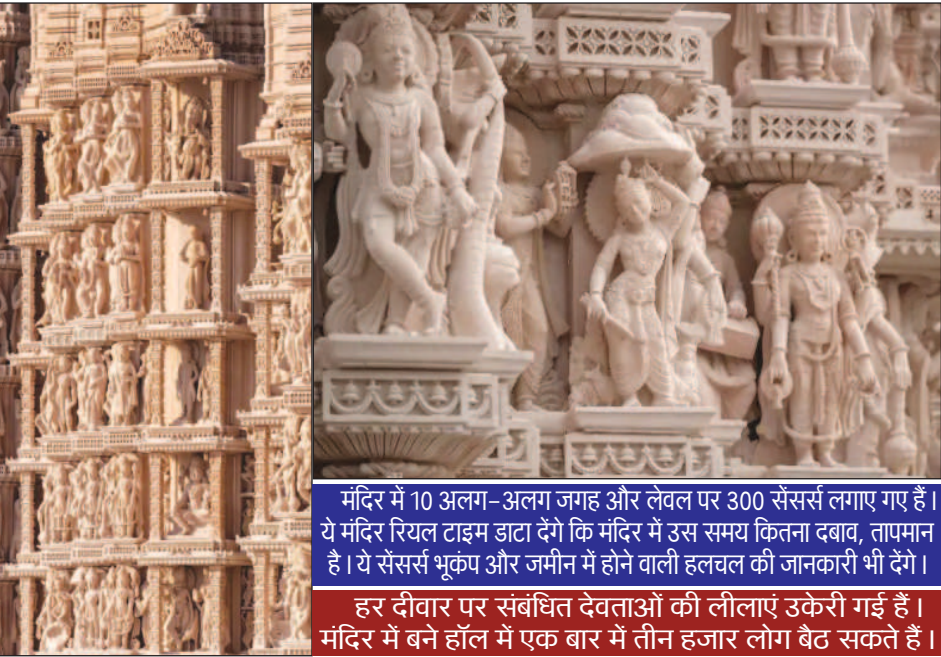 मंदिर में 10 अलग-अलग जगह और लेवल पर 300 सेंसर्स लगाए गए हैं।
ये मंदिर रियल टाइम डाटा देंगे कि मंदिर में उस समय कितना दबाव, तापमान
है। ये सेंसर्स भूकंप और जमीन में होने वाली हलचल की जानकारी भी देंगे।
हर दीवार पर संबंधित देवताओं की लीलाएं उकेरी गई हैं।
मंदिर में बने हॉल में एक बार में तीन हजार लोग बैठ सकते हैं।